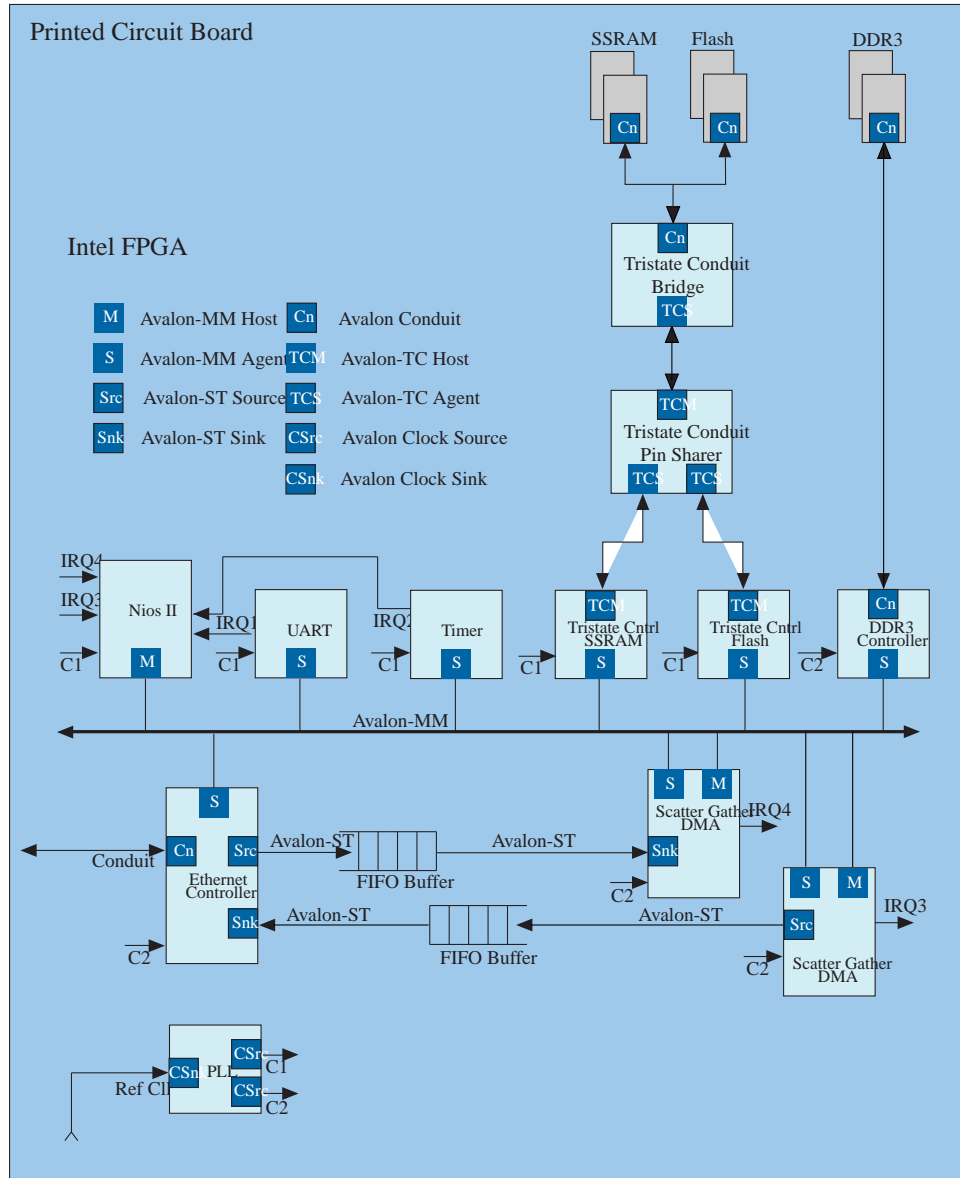 Printed Circuit Board
SSRAM
Flash
DDR3
Cn
Cn
Cn
Intel FPGA
Cn
Tristate Conduit
Bridge
TCS
M Avalon-MM Host
Cn Avalon Conduit
S Avalon-MM Agent
TCM Avalon-TC Host
Src Avalon-ST Source
TCS Avalon-TC Agent
Snk Avalon-ST Sink
CSrc Avalon Clock Source
CSnk Avalon Clock Sink
TCM
Tristate Conduit
Pin Sharer
TCS
TCS
IRQ4
IRQ3
Nios II
C1
M
IRQ1
UART
C1
S
IRQ2
Timer
C1
S
TCM
Tristate Cntrl
SSRAM
C1
S
TCM
Tristate Cntrl
Flash
C1
S
Cn
DDR3
Controller
C2
S
Avalon-MM
S
Cn
Src
Conduit
Ethernet
Controller
Snk
C2
Avalon-ST
FIFO Buffer
Avalon-ST
S
M
Scatter Gather
DMA
IRQ4
Snk
C2
Avalon-ST
FIFO Buffer
Avalon-ST
S
M
Src
IRQ3
C2
Scatter Gather
DMA
CSnk
PLL
CSrc
C1
CSrc
C2
Ref Clk